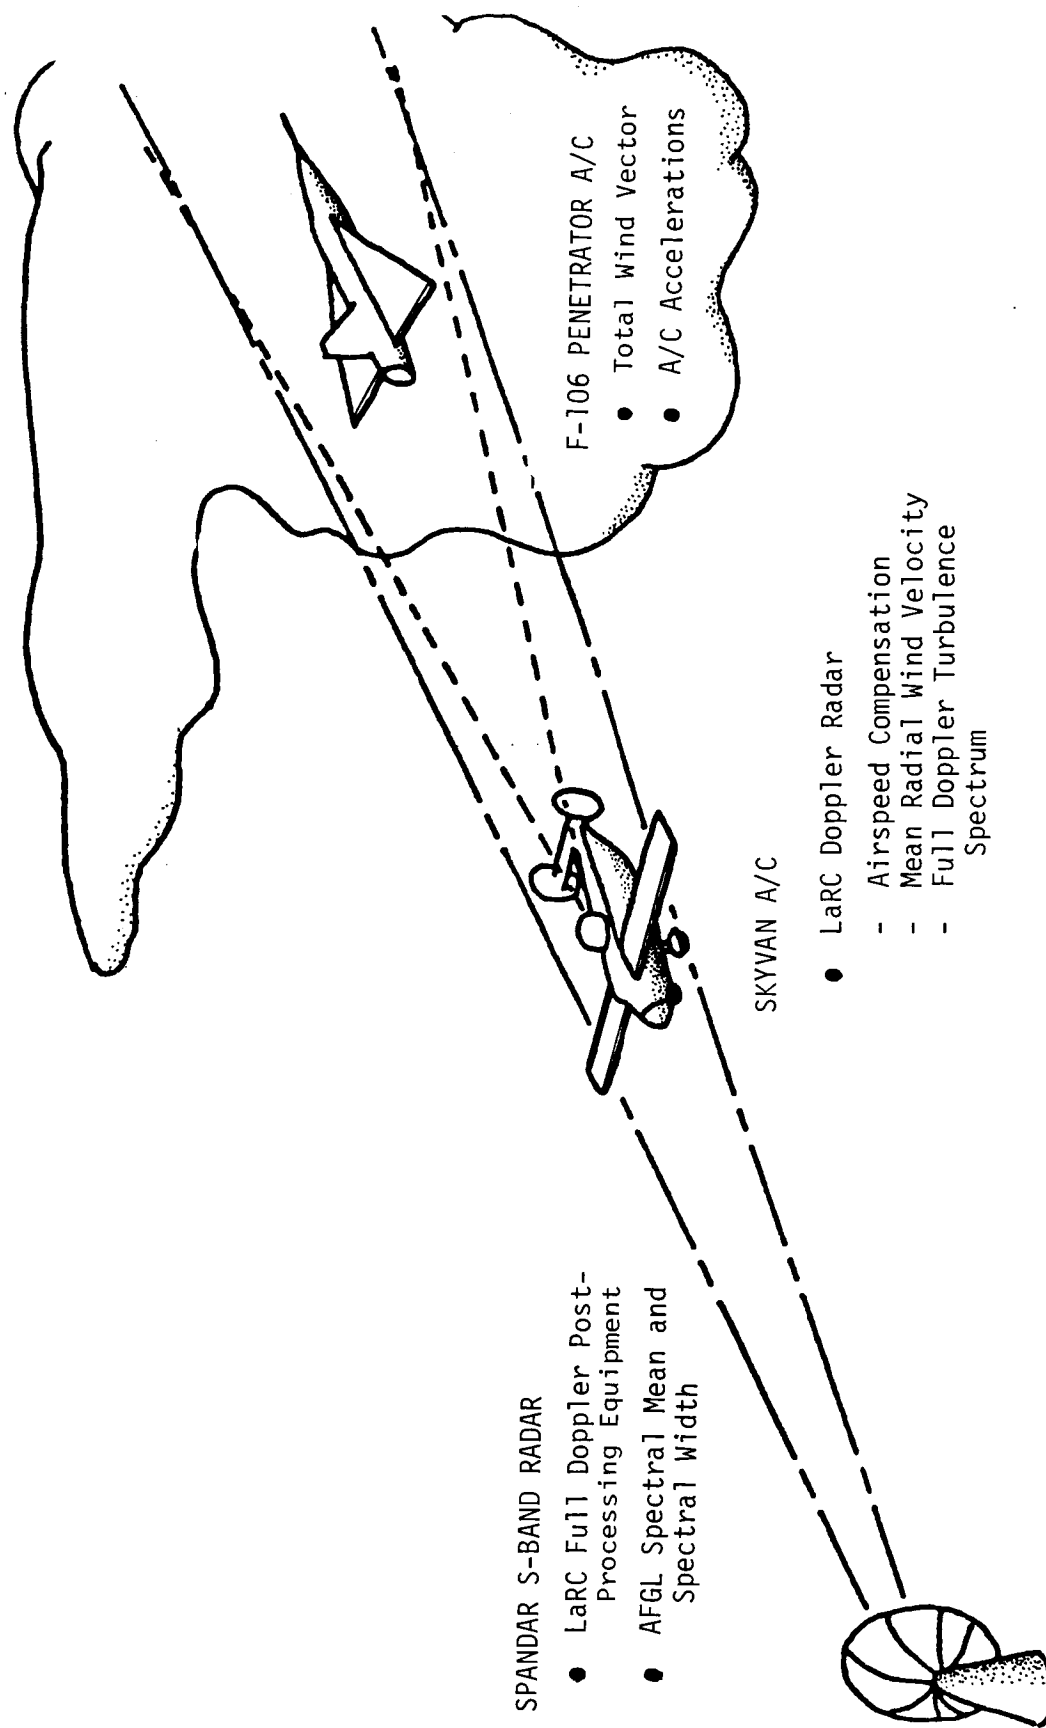 SPANDAR S-BAND RADAR
● LaRC Full Doppler Post-
Processing Equipment
● AFGL Spectral Mean and
Spectral Width
SKYVAN A/C
● LaRC Doppler Radar
- Airspeed Compensation
- Mean Radial Wind Velocity
- Full Doppler Turbulence
Spectrum
F-106 PENETRATOR A/C
● Total Wind Vector
● A/C Accelerations